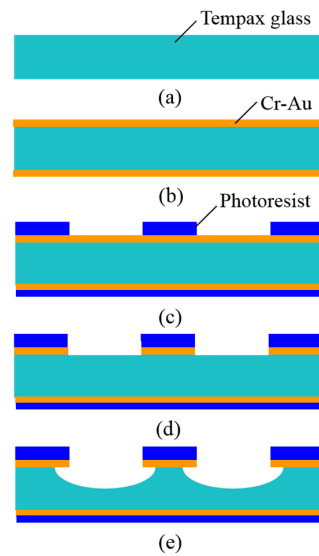 Tempax glass
(a)
Cr-Au
(b)
Photoresist
(c)
(d)
(e)